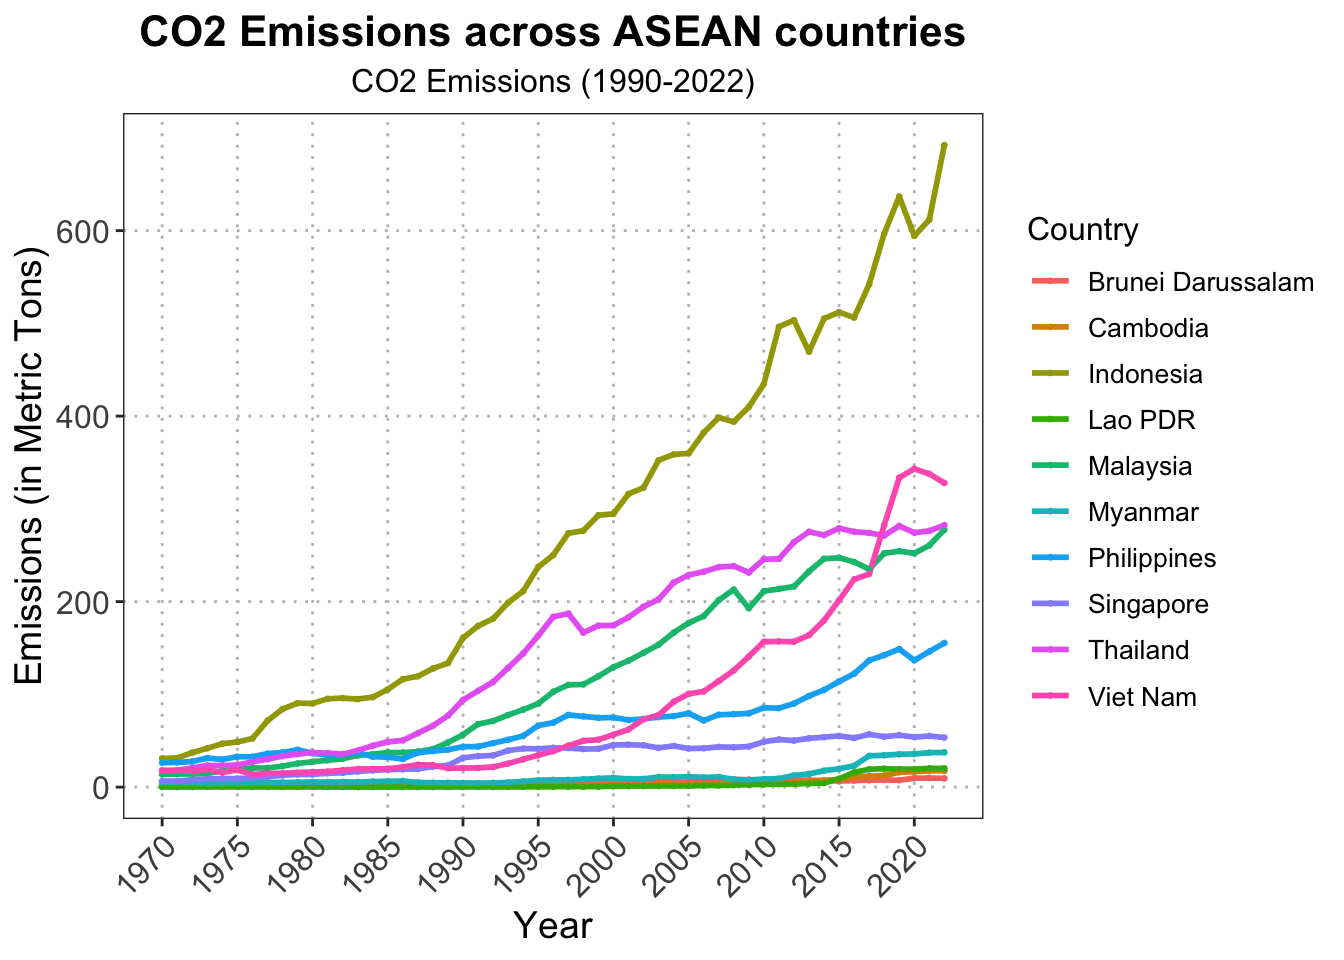 CO2 Emissions across ASEAN countries
CO2 Emissions (1990-2022)
Emissions (in Metric Tons)
600
400
200
0
1970
1975
1980
1985
1990
1995
2000
2005
2010
2015
2020
Year
Country
Brunei Darussalam
Cambodia
Indonesia
Lao PDR
Malaysia
Myanmar
Philippines
Singapore
Thailand
Viet Nam